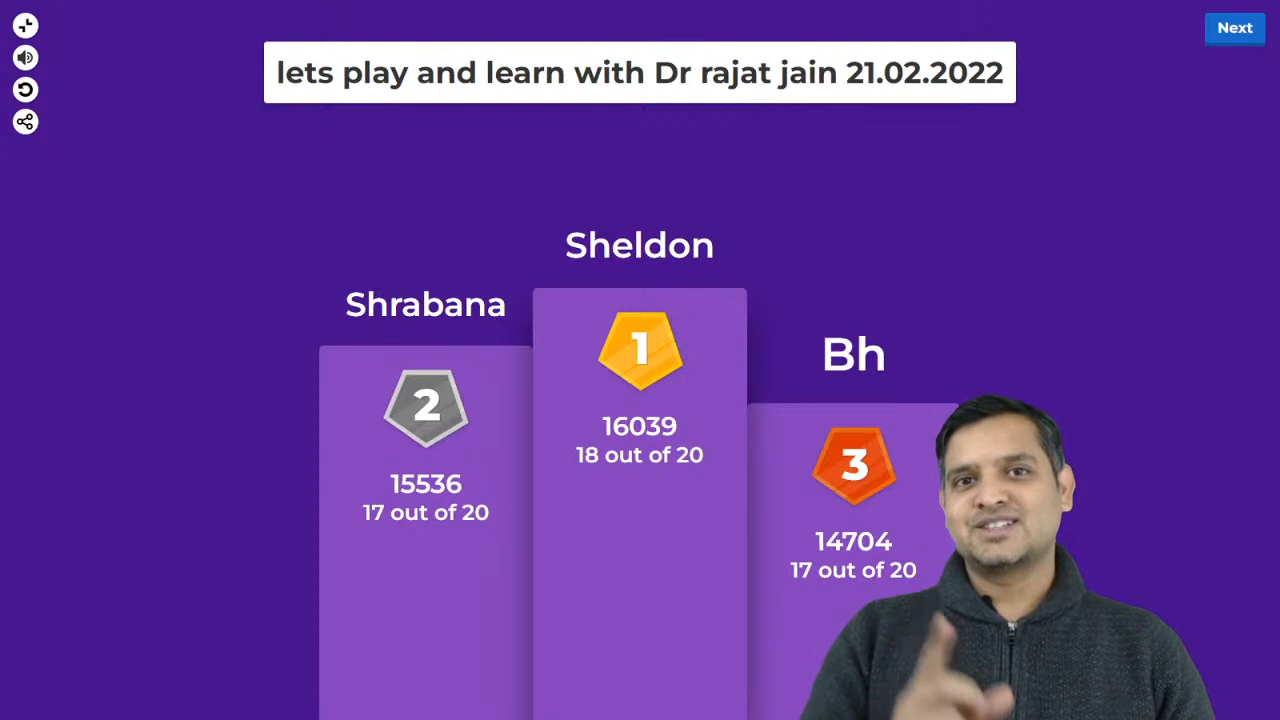 Next
lets play and learn with Dr rajat jain 21.02.2022
Sheldon
1
16039
18 out of 20
Shrabana
2
15536
17 out of 20
Bh
3
14704
17 out of 20